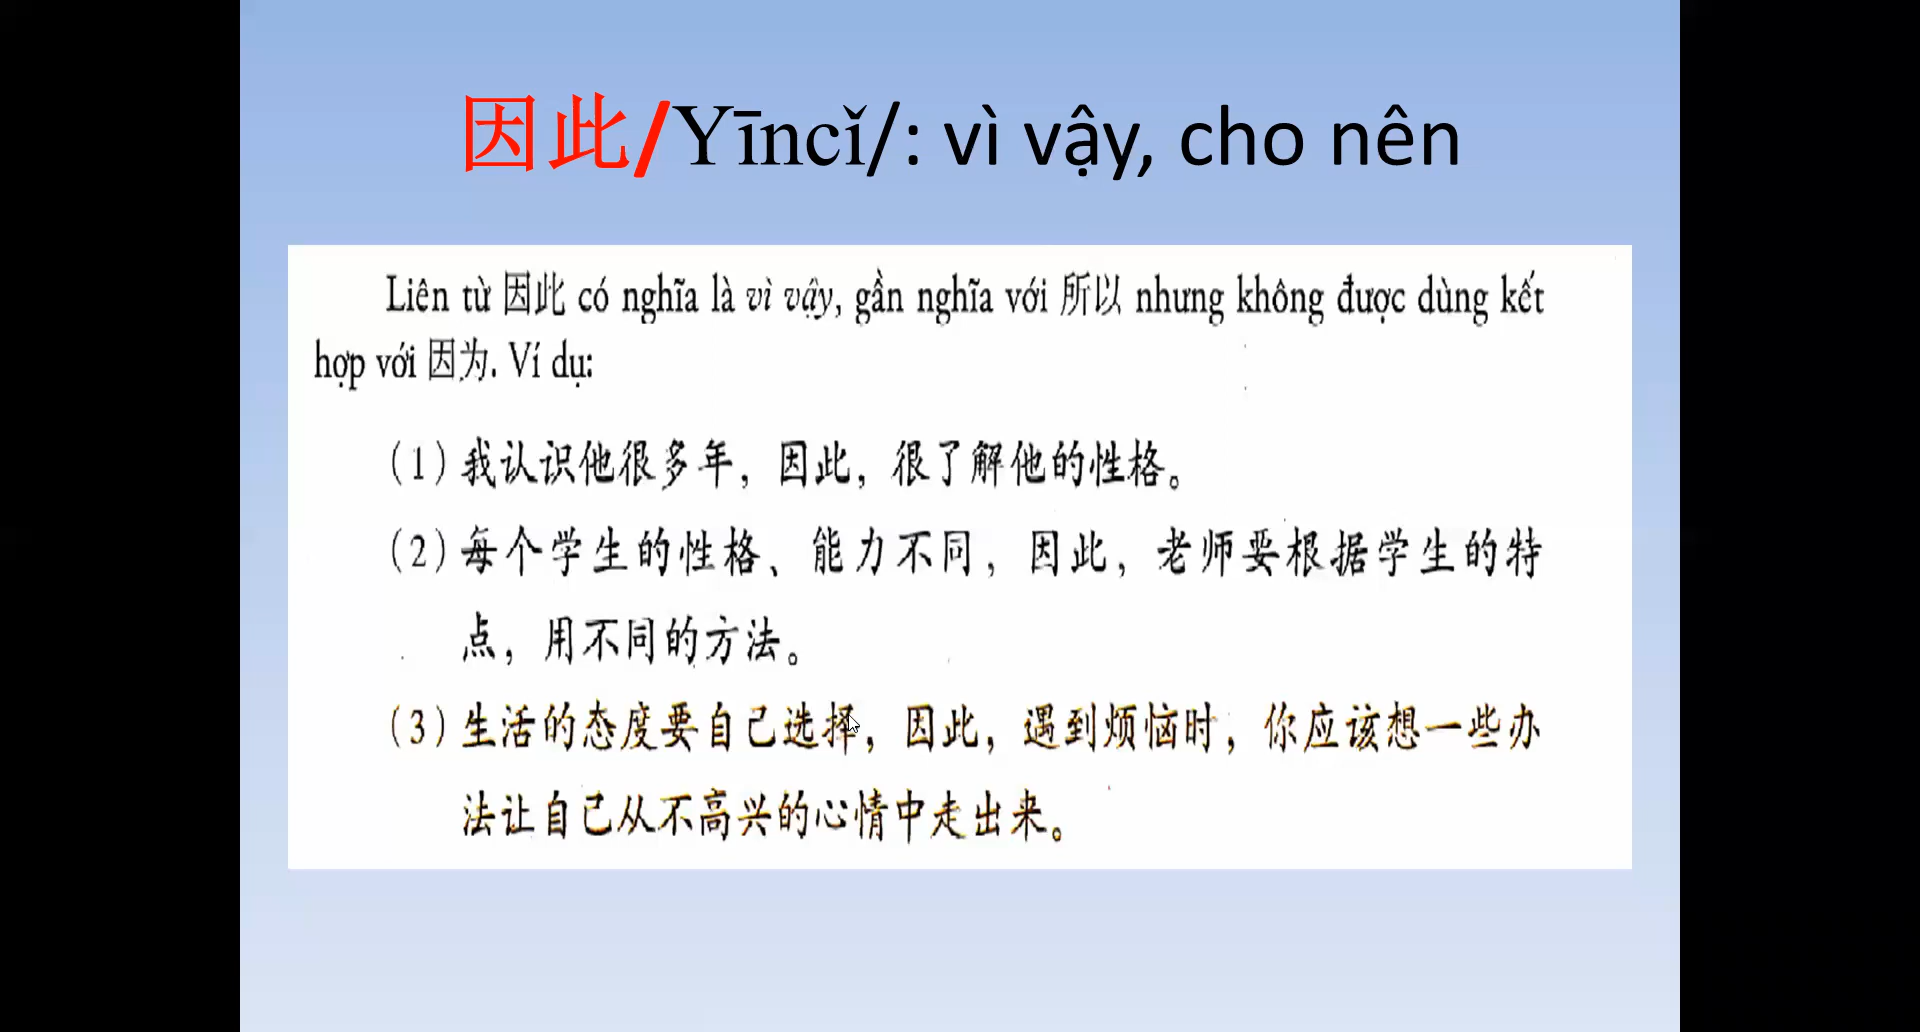 因此/Yīncǐ/: vì vậy, cho nên
Liên từ 因此 có nghĩa là vì vậy, gần nghĩa với 所以 nhưng không được dùng kết
hợp với 因为. Ví dụ:
(1) 我认识他很多年，因此，很了解他的性格。
(2) 每个学生的性格、能力不同，因此，老师要根据学生的特
点，用不同的方法。
(3) 生活的态度要自己选择，因此，遇到烦恼时，你应该想一些办
法让自己从不高兴的心情中走出来。